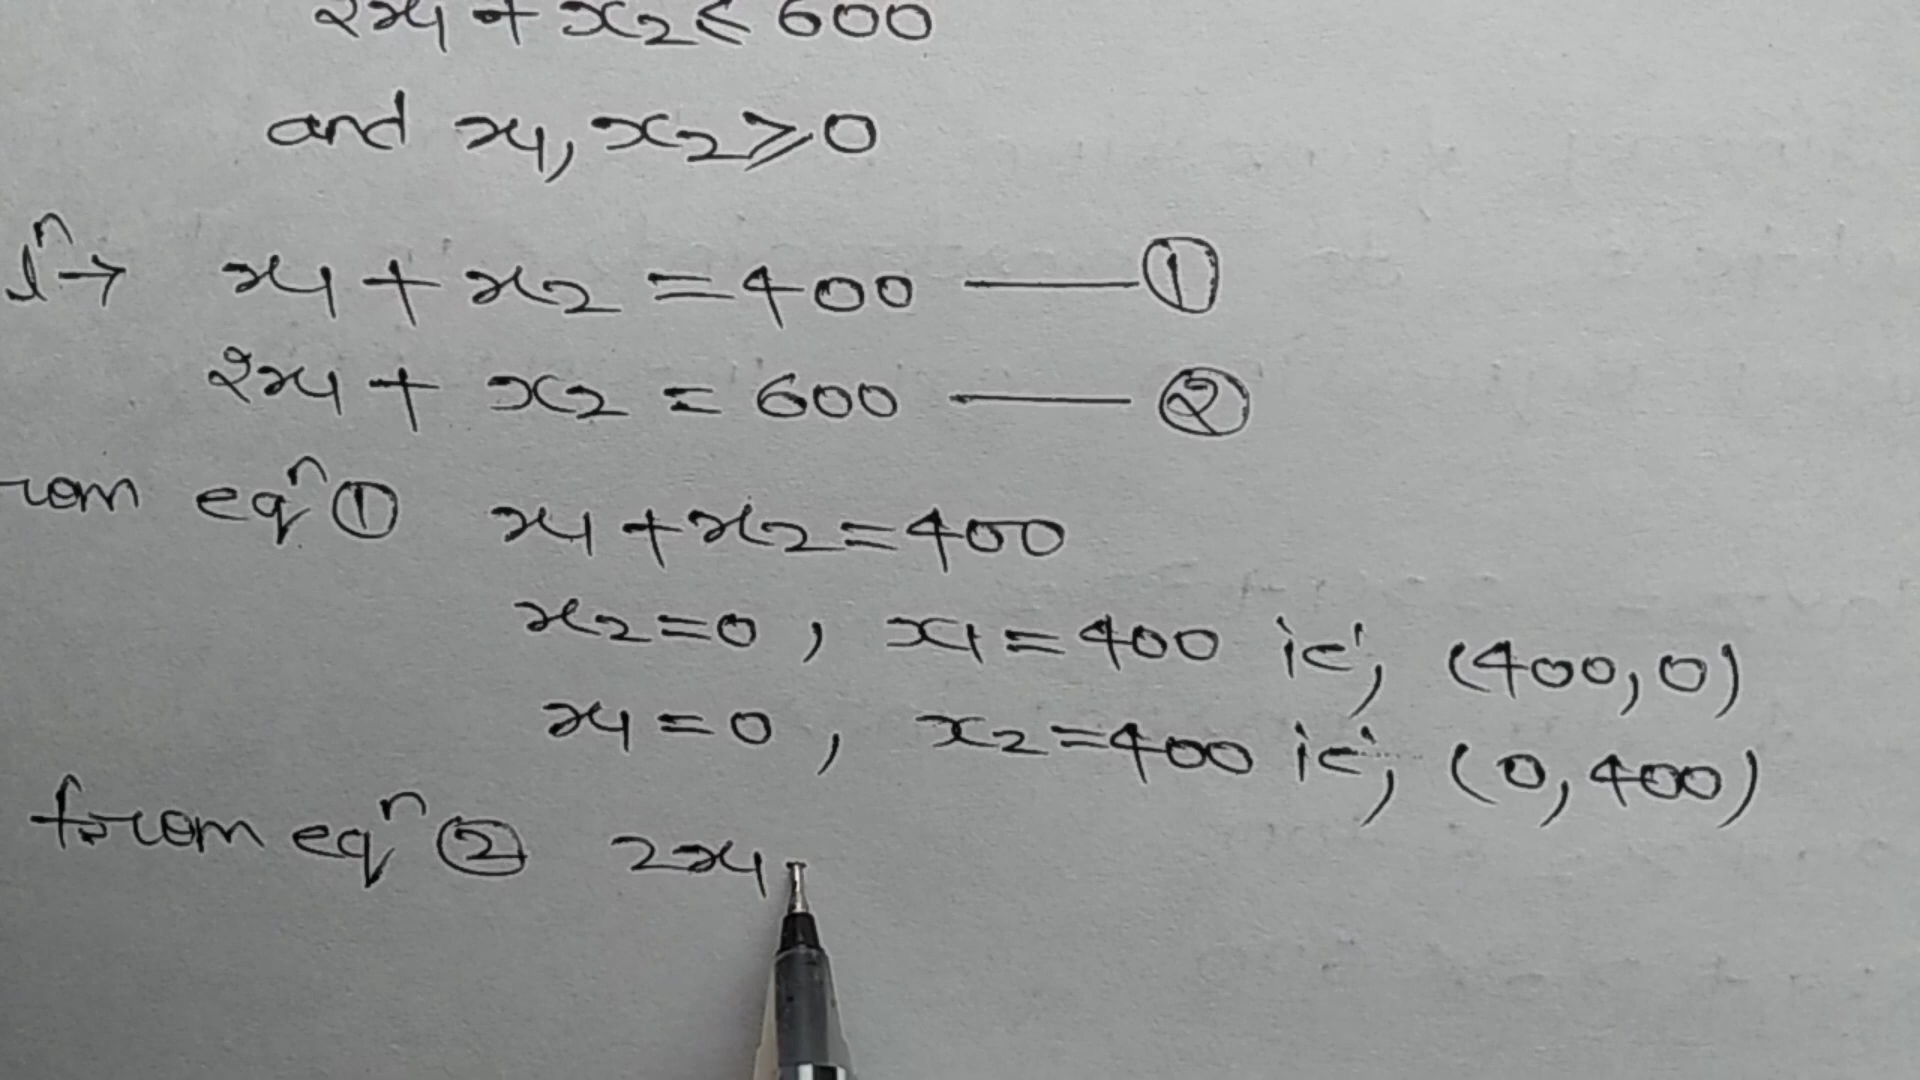 2x1 + x2 ≤ 600
and x1, x2 ≥ 0
lⁿ → x1 + x2 = 400 —— ①
2x1 + x2 = 600 —— ②
rom eqⁿ ① x1 + x2 = 400
x2 = 0, x1 = 400 ie, (400, 0)
x1 = 0, x2 = 400 ie, (0, 400)
from eqⁿ ② 2x1